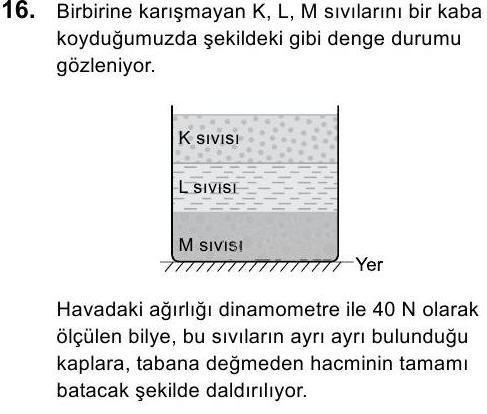 16. Birbirine karışmayan K, L, M sıvılarını bir kaba
koyduğumuzda şekildeki gibi denge durumu
gözleniyor.
K sıvısı
L sıvısı
M sıvısı
Yer
Havadaki ağırlığı dinamometre ile 40 N olarak
ölçülen bilye, bu sıvıların ayrı ayrı bulunduğu
kaplara, tabana değmeden hacminin tamamı
batacak şekilde daldırılıyor.